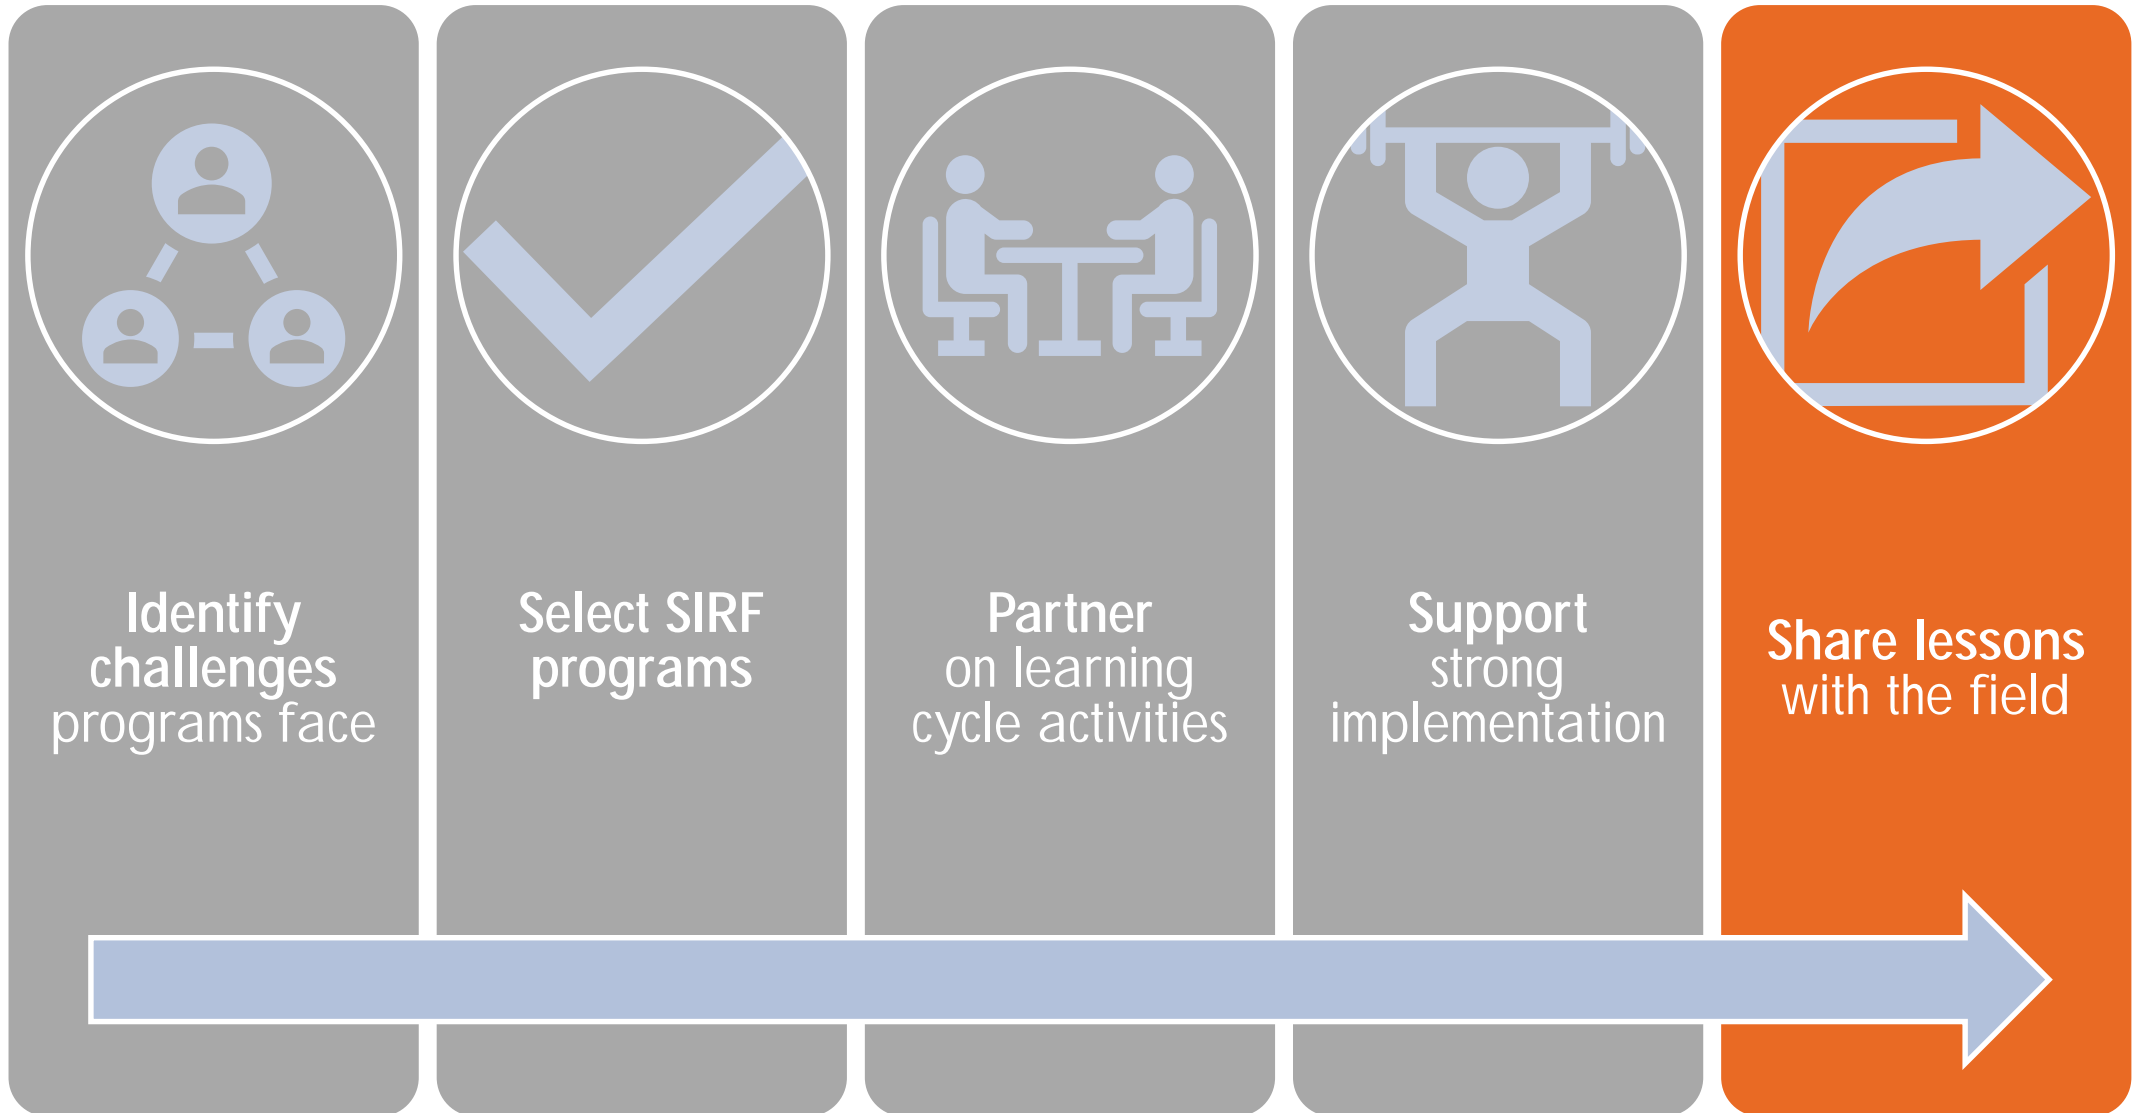 Identify
challenges
programs face
Select SIRF
programs
Partner
on learning
cycle activities
Support
strong
implementation
Share lessons
with the field